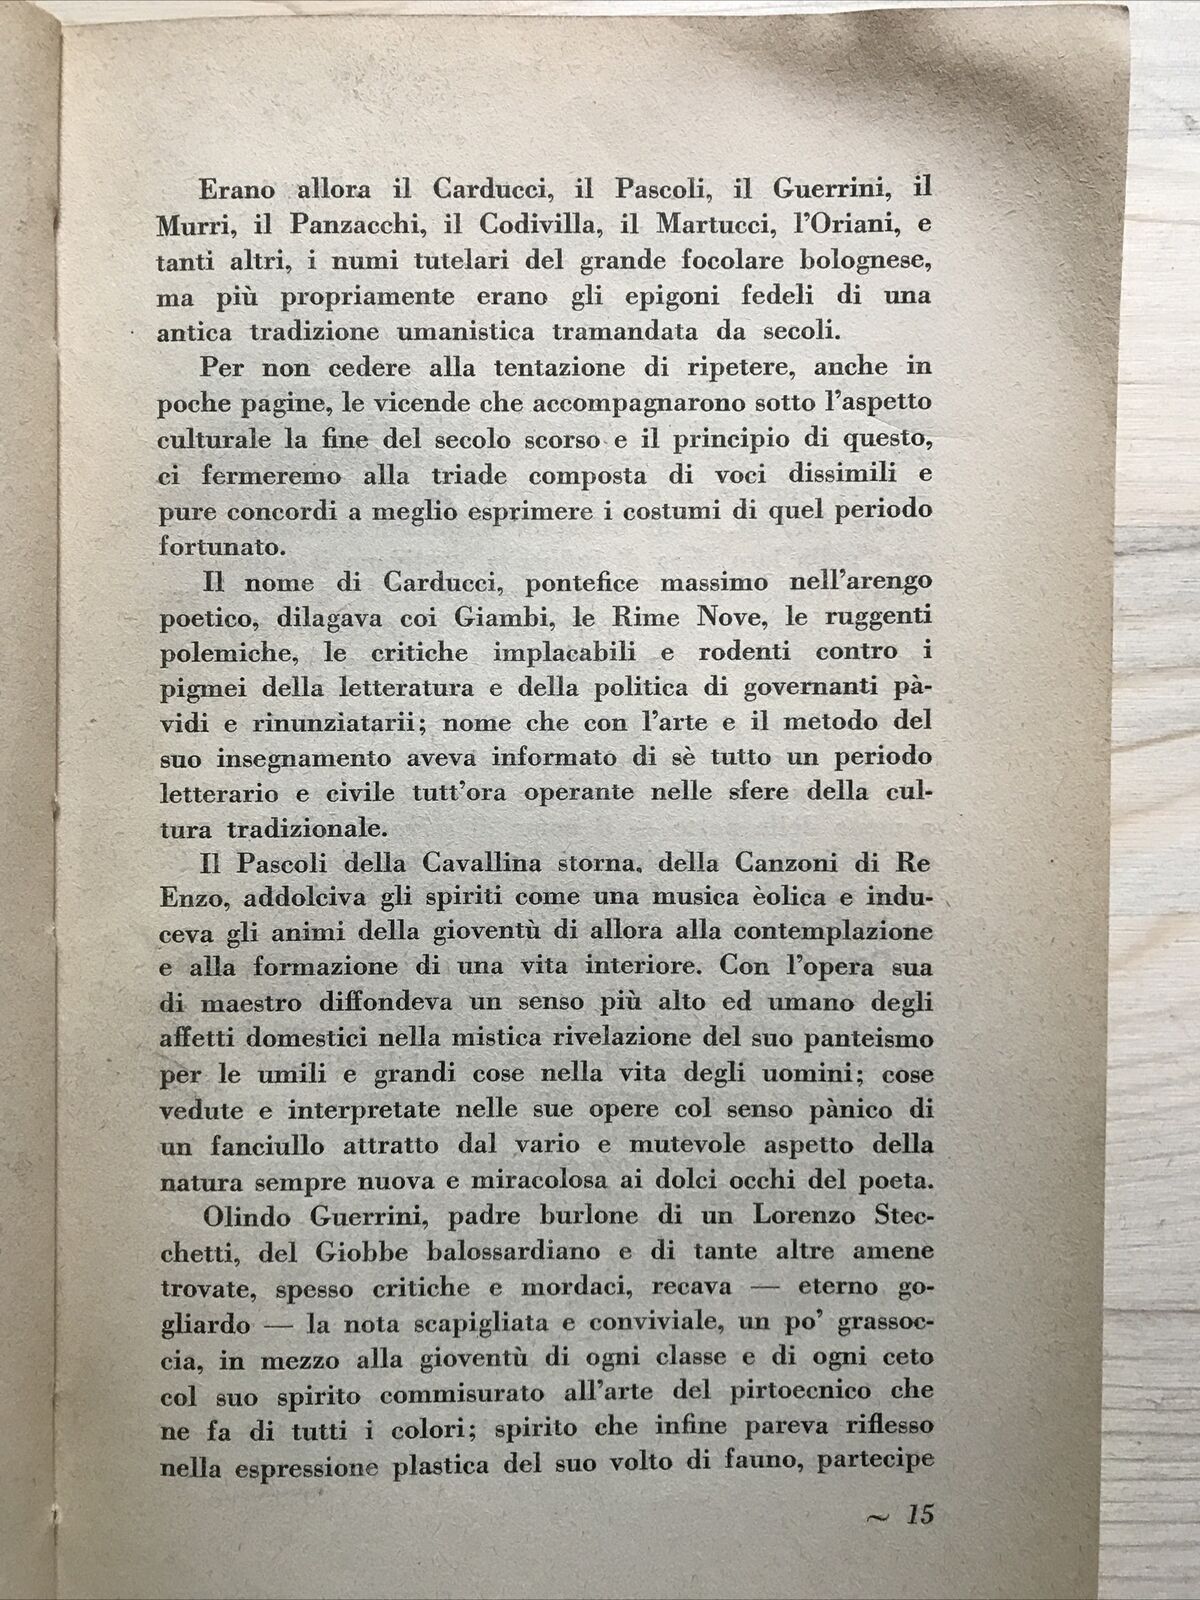 Erano allora il Carducci, il Pascoli, il Guerrini, il
Murri, il Panzacchi, il Codivilla, il Martucci, l'Oriani, e
tanti altri, i numi tutelari del grande focolare bolognese,
ma più propriamente erano gli epigoni fedeli di una
antica tradizione umanistica tramandata da secoli.
Per non cedere alla tentazione di ripetere, anche in
poche pagine, le vicende che accompagnarono sotto l'aspetto
culturale la fine del secolo scorso e il principio di questo,
ci fermeremo alla triade composta di voci dissimili e
pure concordi a meglio esprimere i costumi di quel periodo
fortunato.
Il nome di Carducci, pontefice massimo nell'arengo
poetico, dilagava coi Giambi, le Rime Nove, le ruggenti
polemiche, le critiche implacabili e rodenti contro i
pigmei della letteratura e della politica di governanti pà-
vidi e rinunziatarii; nome che con l'arte e il metodo del
suo insegnamento aveva informato di sè tutto un periodo
letterario e civile tutt'ora operante nelle sfere della cul-
tura tradizionale.
Il Pascoli della Cavallina storna, della Canzoni di Re
Enzo, addolciva gli spiriti come una musica èolica e indu-
ceva gli animi della gioventù di allora alla contemplazione
e alla formazione di una vita interiore. Con l'opera sua
di maestro diffondeva un senso più alto ed umano degli
affetti domestici nella mistica rivelazione del suo panteismo
per le umili e grandi cose nella vita degli uomini; cose
vedute e interpretate nelle sue opere col senso pànico di
un fanciullo attratto dal vario e mutevole aspetto della
natura sempre nuova e miracolosa ai dolci occhi del poeta.
Olindo Guerrini, padre burlone di un Lorenzo Stec-
chetti, del Giobbe balossardiano e di tante altre amene
trovate, spesso critiche e mordaci, recava — eterno go-
gliardo — la nota scapigliata e conviviale, un po' grassoc-
cia, in mezzo alla gioventù di ogni classe e di ogni ceto
col suo spirito commisurato all'arte del pirtoecnico che
ne fa di tutti i colori; spirito che infine pareva riflesso
nella espressione plastica del suo volto di fauno, partecipe
~ 15